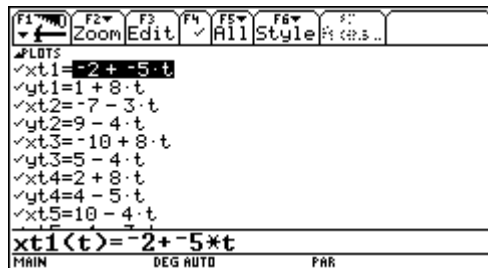 F1 F2 F3 F4 F5 F6
Zoom Edit ✓ All Style
PLOTS
✓xt1=⁻2 + ⁻5·t
✓yt1=1 + 8·t
✓xt2=⁻7 − 3·t
✓yt2=9 − 4·t
✓xt3=⁻10 + 8·t
✓yt3=5 − 4·t
✓xt4=2 + 8·t
✓yt4=4 − 5·t
✓xt5=10 − 4·t
xt1(t)=⁻2+⁻5*t
MAIN DEG AUTO PAR